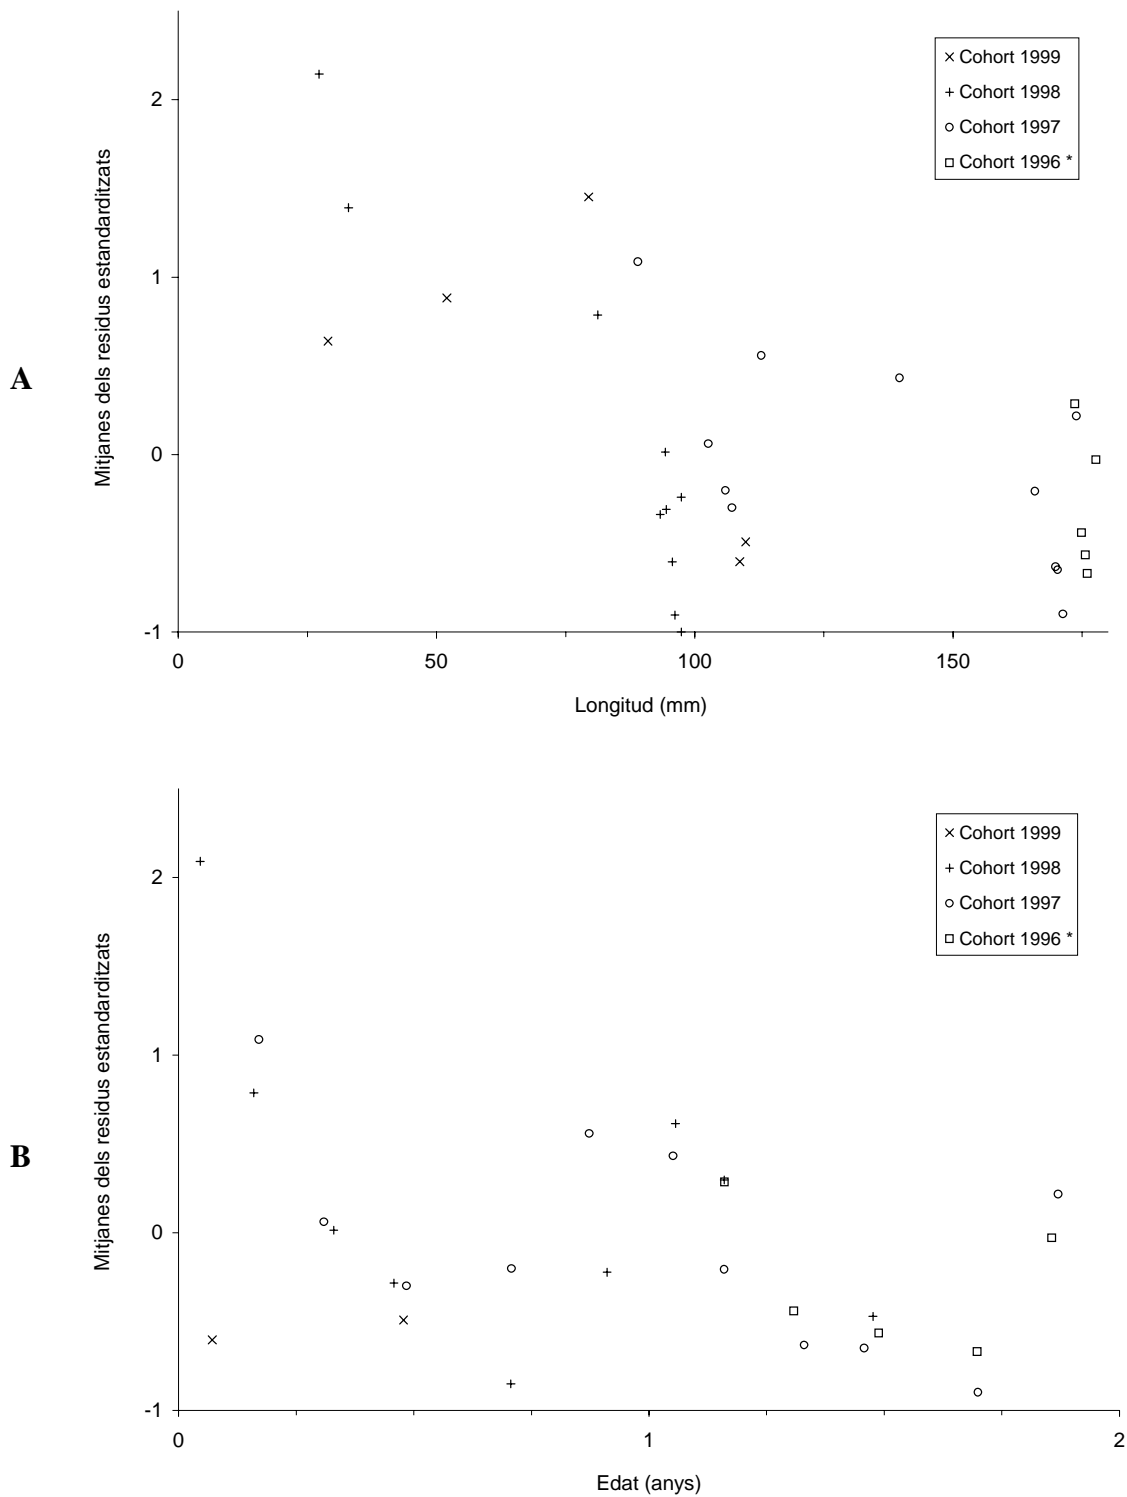 Cohort 1999
Cohort 1998
Cohort 1997
Cohort 1996 *
Mitjanes dels residus estandarditzats
2
1
0
-1
A
0 50 100 150
Longitud (mm)
Cohort 1999
Cohort 1998
Cohort 1997
Cohort 1996 *
Mitjanes dels residus estandarditzats
2
1
0
-1
B
0 1 2
Edat (anys)